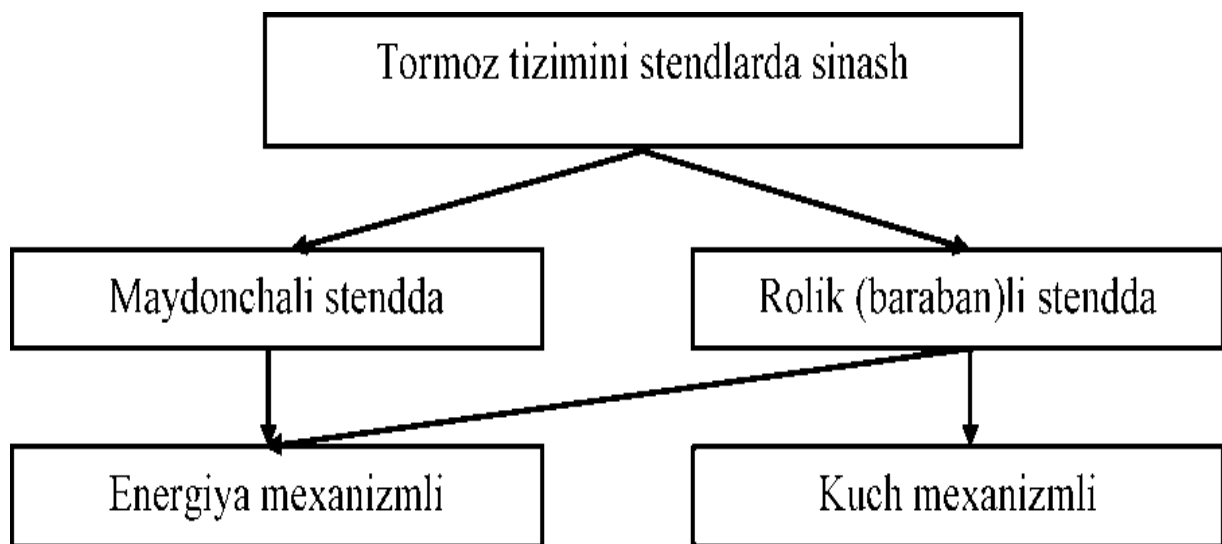 Tormoz tizimini stendlarda sinash
Maydonchali stendda
Rolik (baraban)li stendda
Energiya mexanizmli
Kuch mexanizmli